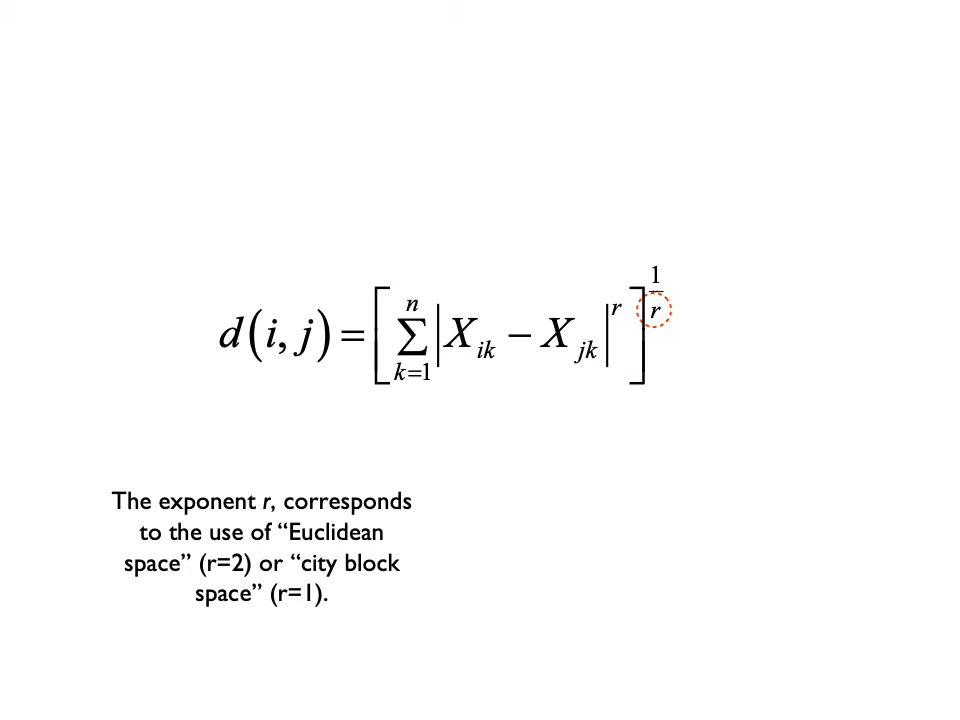 d(i, j) = [ ∑_{k=1}^{n} | X_{ik} − X_{jk} |^r ]^{1/r}
The exponent r, corresponds
to the use of “Euclidean
space” (r=2) or “city block
space” (r=1).